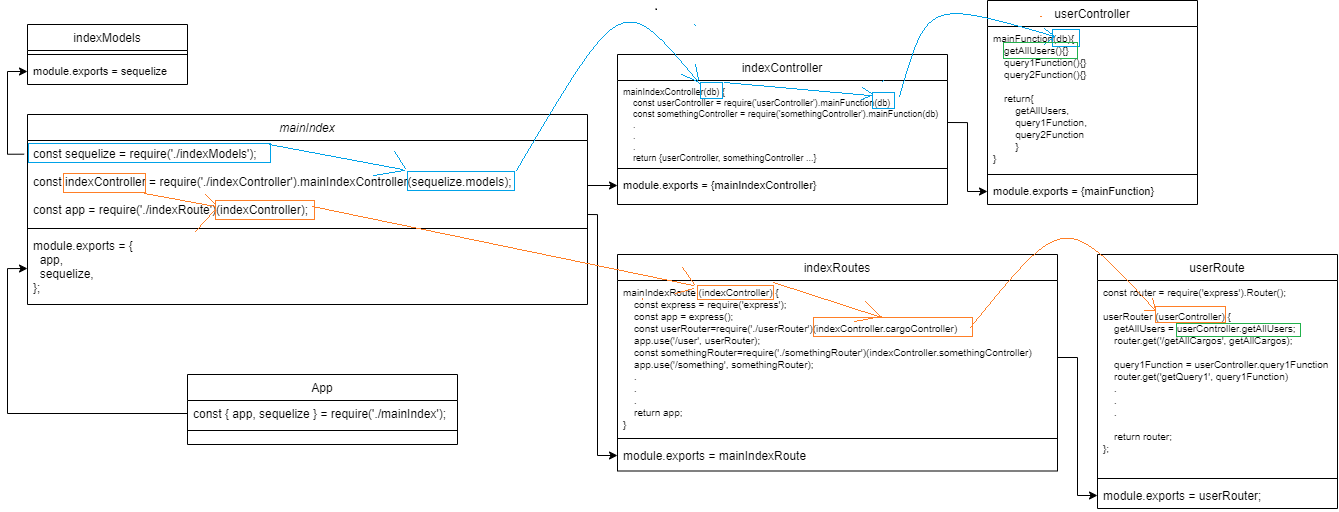 indexModels
module.exports = sequelize
mainIndex
const sequelize = require('./indexModels');
const indexController = require('./indexController').mainIndexController(sequelize.models);
const app = require('./indexRoute')(indexController);
module.exports = {
app,
sequelize,
};
App
const { app, sequelize } = require('./mainIndex');
indexController
mainIndexController(db) {
const userController = require('userController').mainFunction(db)
const somethingController = require('somethingController').mainFunction(db)
.
.
.
return {userController, somethingController ...}
module.exports = {mainIndexController}
userController
mainFunction(db){
getAllUsers(){}
query1Function(){}
query2Function(){}
return{
getAllUsers,
query1Function,
query2Function
}
}
module.exports = {mainFunction}
indexRoutes
mainIndexRoute (indexController) {
const express = require('express');
const app = express();
const userRouter=require('./userRouter')(indexController.cargoController)
app.use('/user', userRouter);
const somethingRouter=require('./somethingRouter')(indexController.somethingController)
app.use('/something', somethingRouter);
.
.
.
return app;
}
module.exports = mainIndexRoute
userRoute
const router = require('express').Router();
userRouter (userController) {
getAllUsers = userController.getAllUsers;
router.get('/getAllCargos', getAllCargos);
query1Function = userController.query1Function
router.get('getQuery1', query1Function)
.
.
.
return router;
};
module.exports = userRouter;